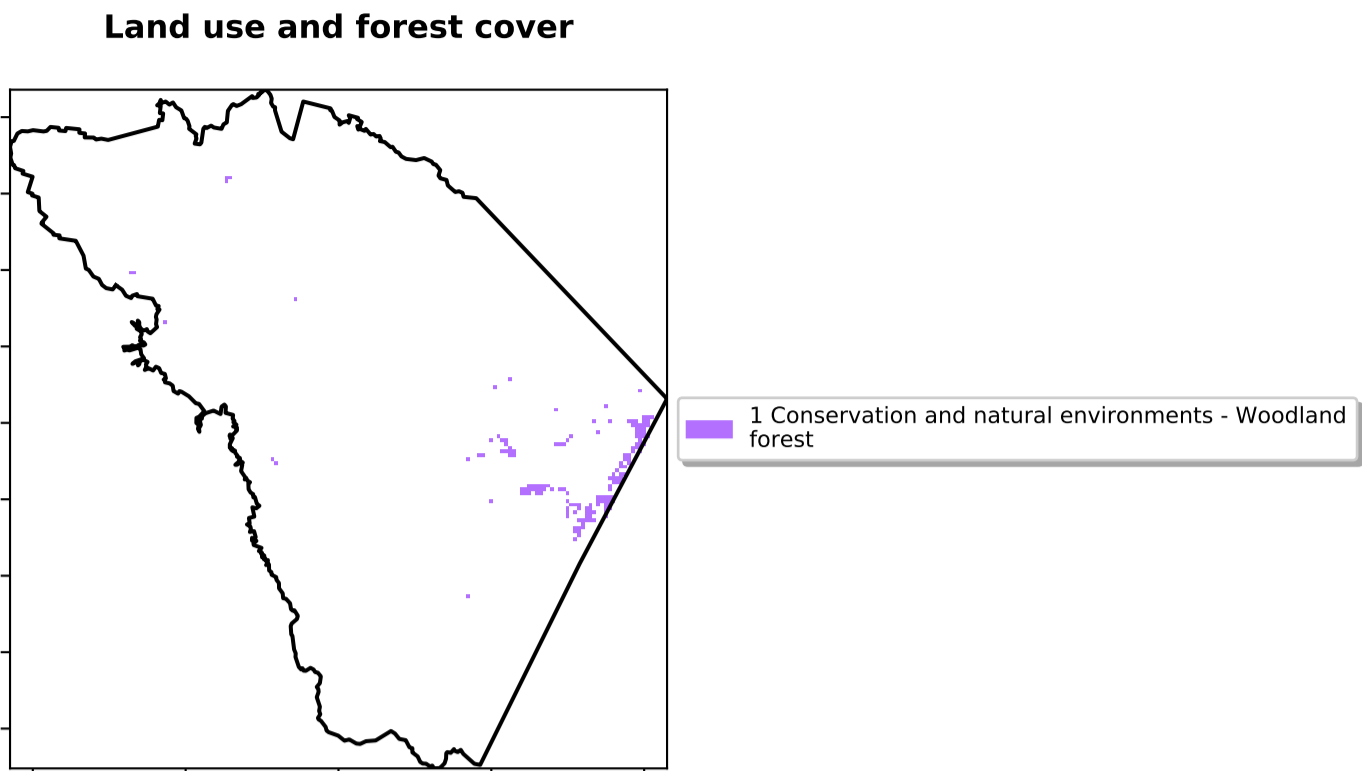 Land use and forest cover
1 Conservation and natural environments - Woodland
forest